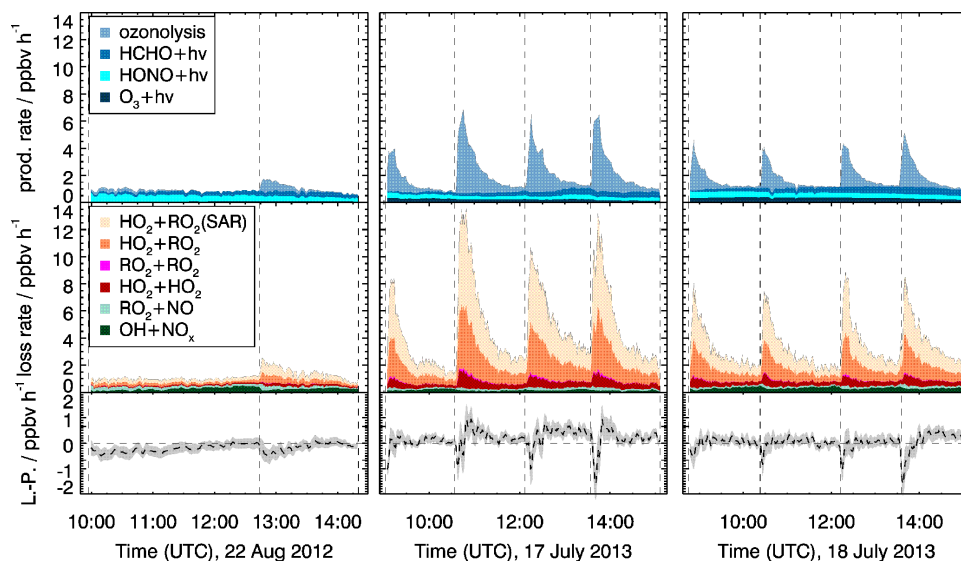 prod. rate / ppbv h⁻¹
14
12
10
8
6
4
2
0
ozonolysis
HCHO+hν
HONO+hν
O₃+hν
L.-P. / ppbv h⁻¹ loss rate / ppbv h⁻¹
14
12
10
8
6
4
2
0
HO₂+RO₂(SAR)
HO₂+RO₂
RO₂+RO₂
HO₂+HO₂
RO₂+NO
OH+NOₓ
2
1
0
-1
-2
10:00 11:00 12:00 13:00 14:00
10:00 12:00 14:00
10:00 12:00 14:00
Time (UTC), 22 Aug 2012
Time (UTC), 17 July 2013
Time (UTC), 18 July 2013